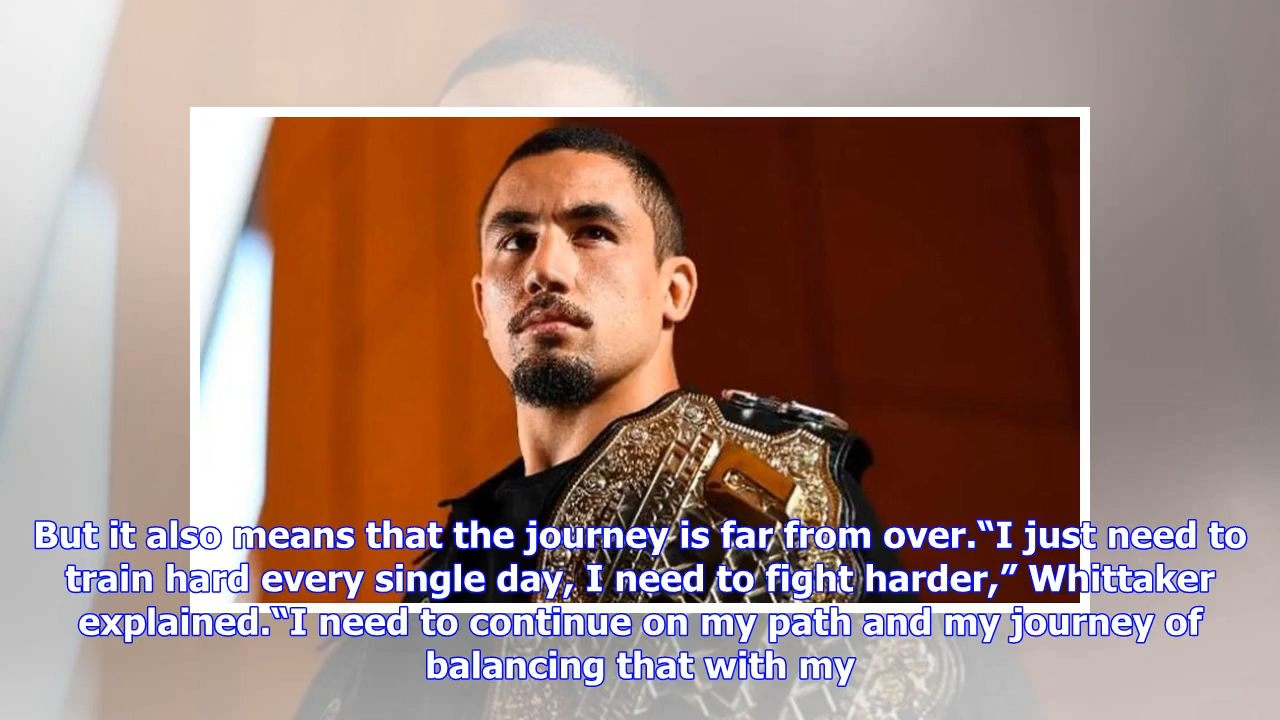 But it also means that the journey is far from over.“I just need to
train hard every single day, I need to fight harder,” Whittaker
explained.“I need to continue on my path and my journey of
balancing that with my